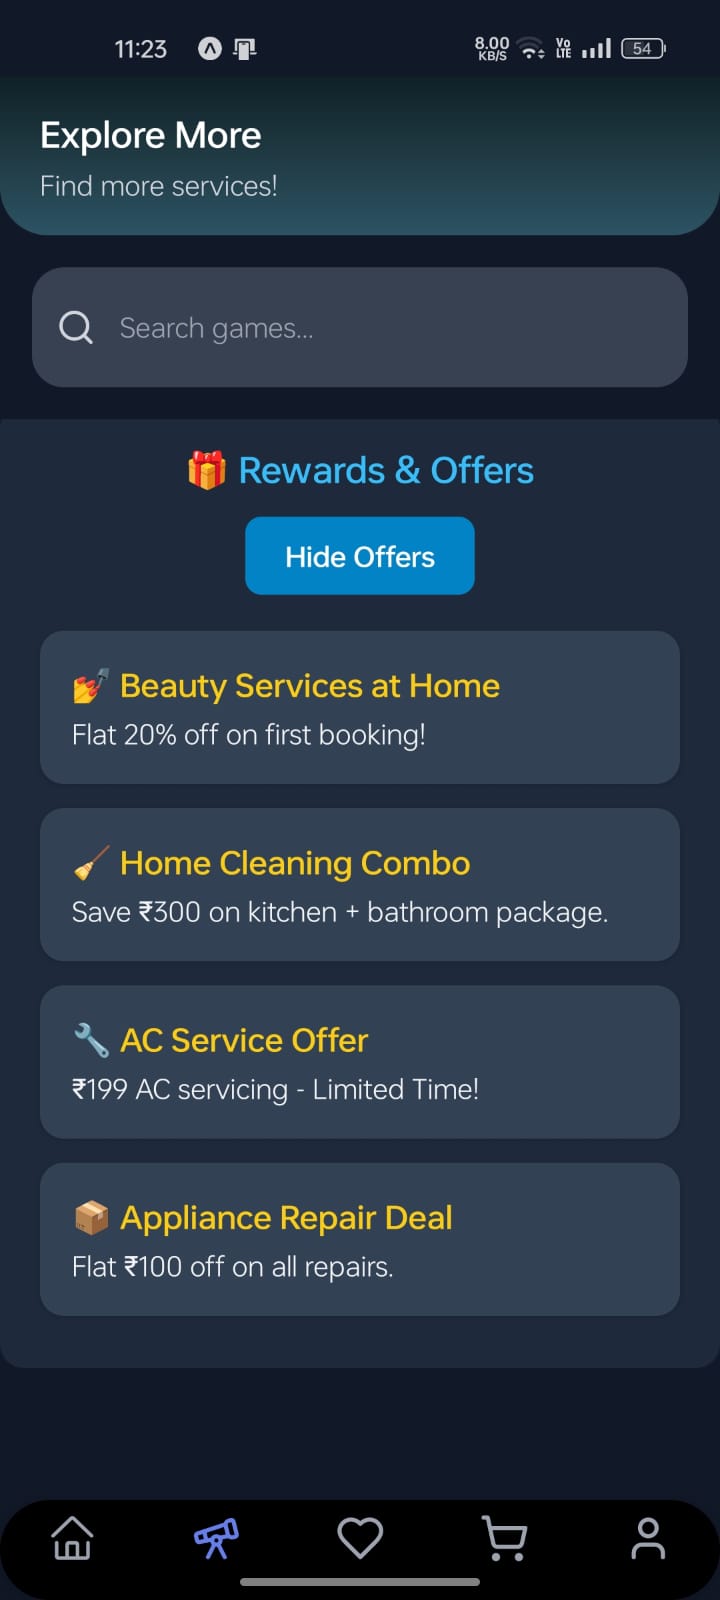 11:23
8.00
KB/S
Vo
LTE
54
Explore More
Find more services!
Search games...
🎁 Rewards & Offers
Hide Offers
💅 Beauty Services at Home
Flat 20% off on first booking!
🧹 Home Cleaning Combo
Save ₹300 on kitchen + bathroom package.
🔧 AC Service Offer
₹199 AC servicing - Limited Time!
📦 Appliance Repair Deal
Flat ₹100 off on all repairs.